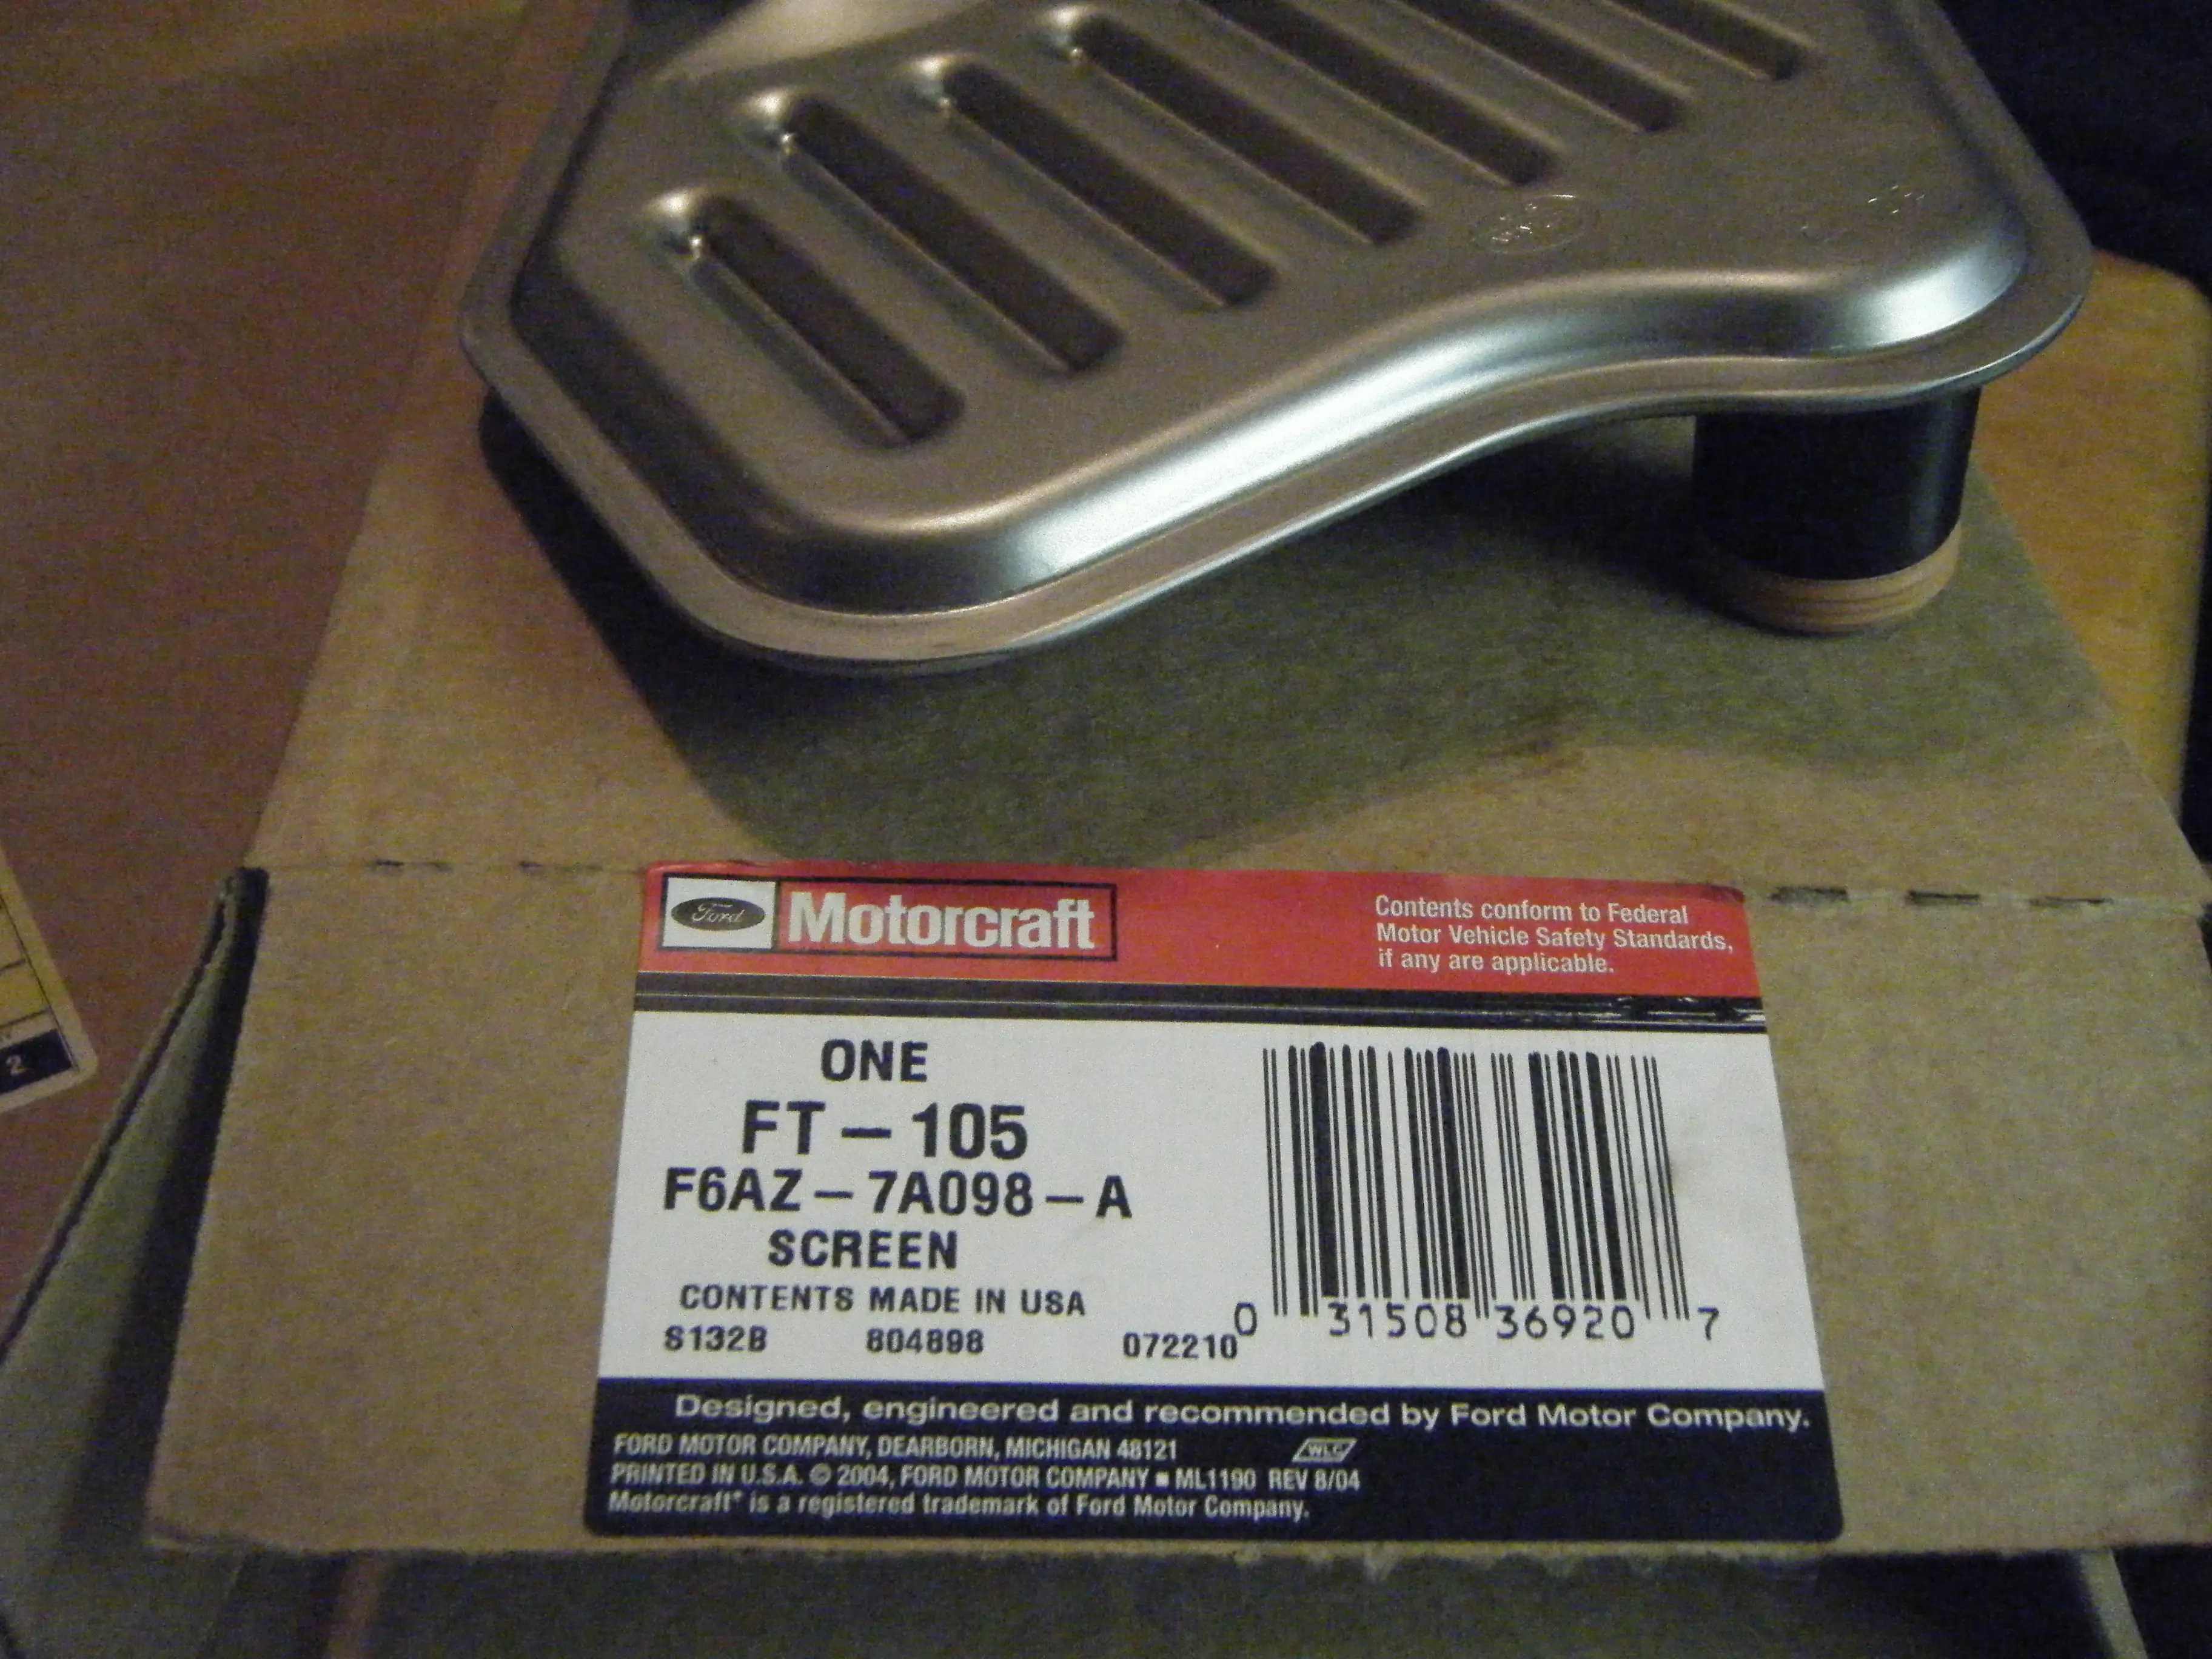 Ford Motorcraft
Contents conform to Federal
Motor Vehicle Safety Standards,
if any are applicable.
ONE
FT-105
F6AZ-7A098-A
SCREEN
CONTENTS MADE IN USA
S132B 804898 072210
0 31508 36920 7
Designed, engineered and recommended by Ford Motor Company.
FORD MOTOR COMPANY, DEARBORN, MICHIGAN 48121 WLC
PRINTED IN U.S.A. © 2004, FORD MOTOR COMPANY ■ ML1190 REV 8/04
Motorcraft® is a registered trademark of Ford Motor Company.
2